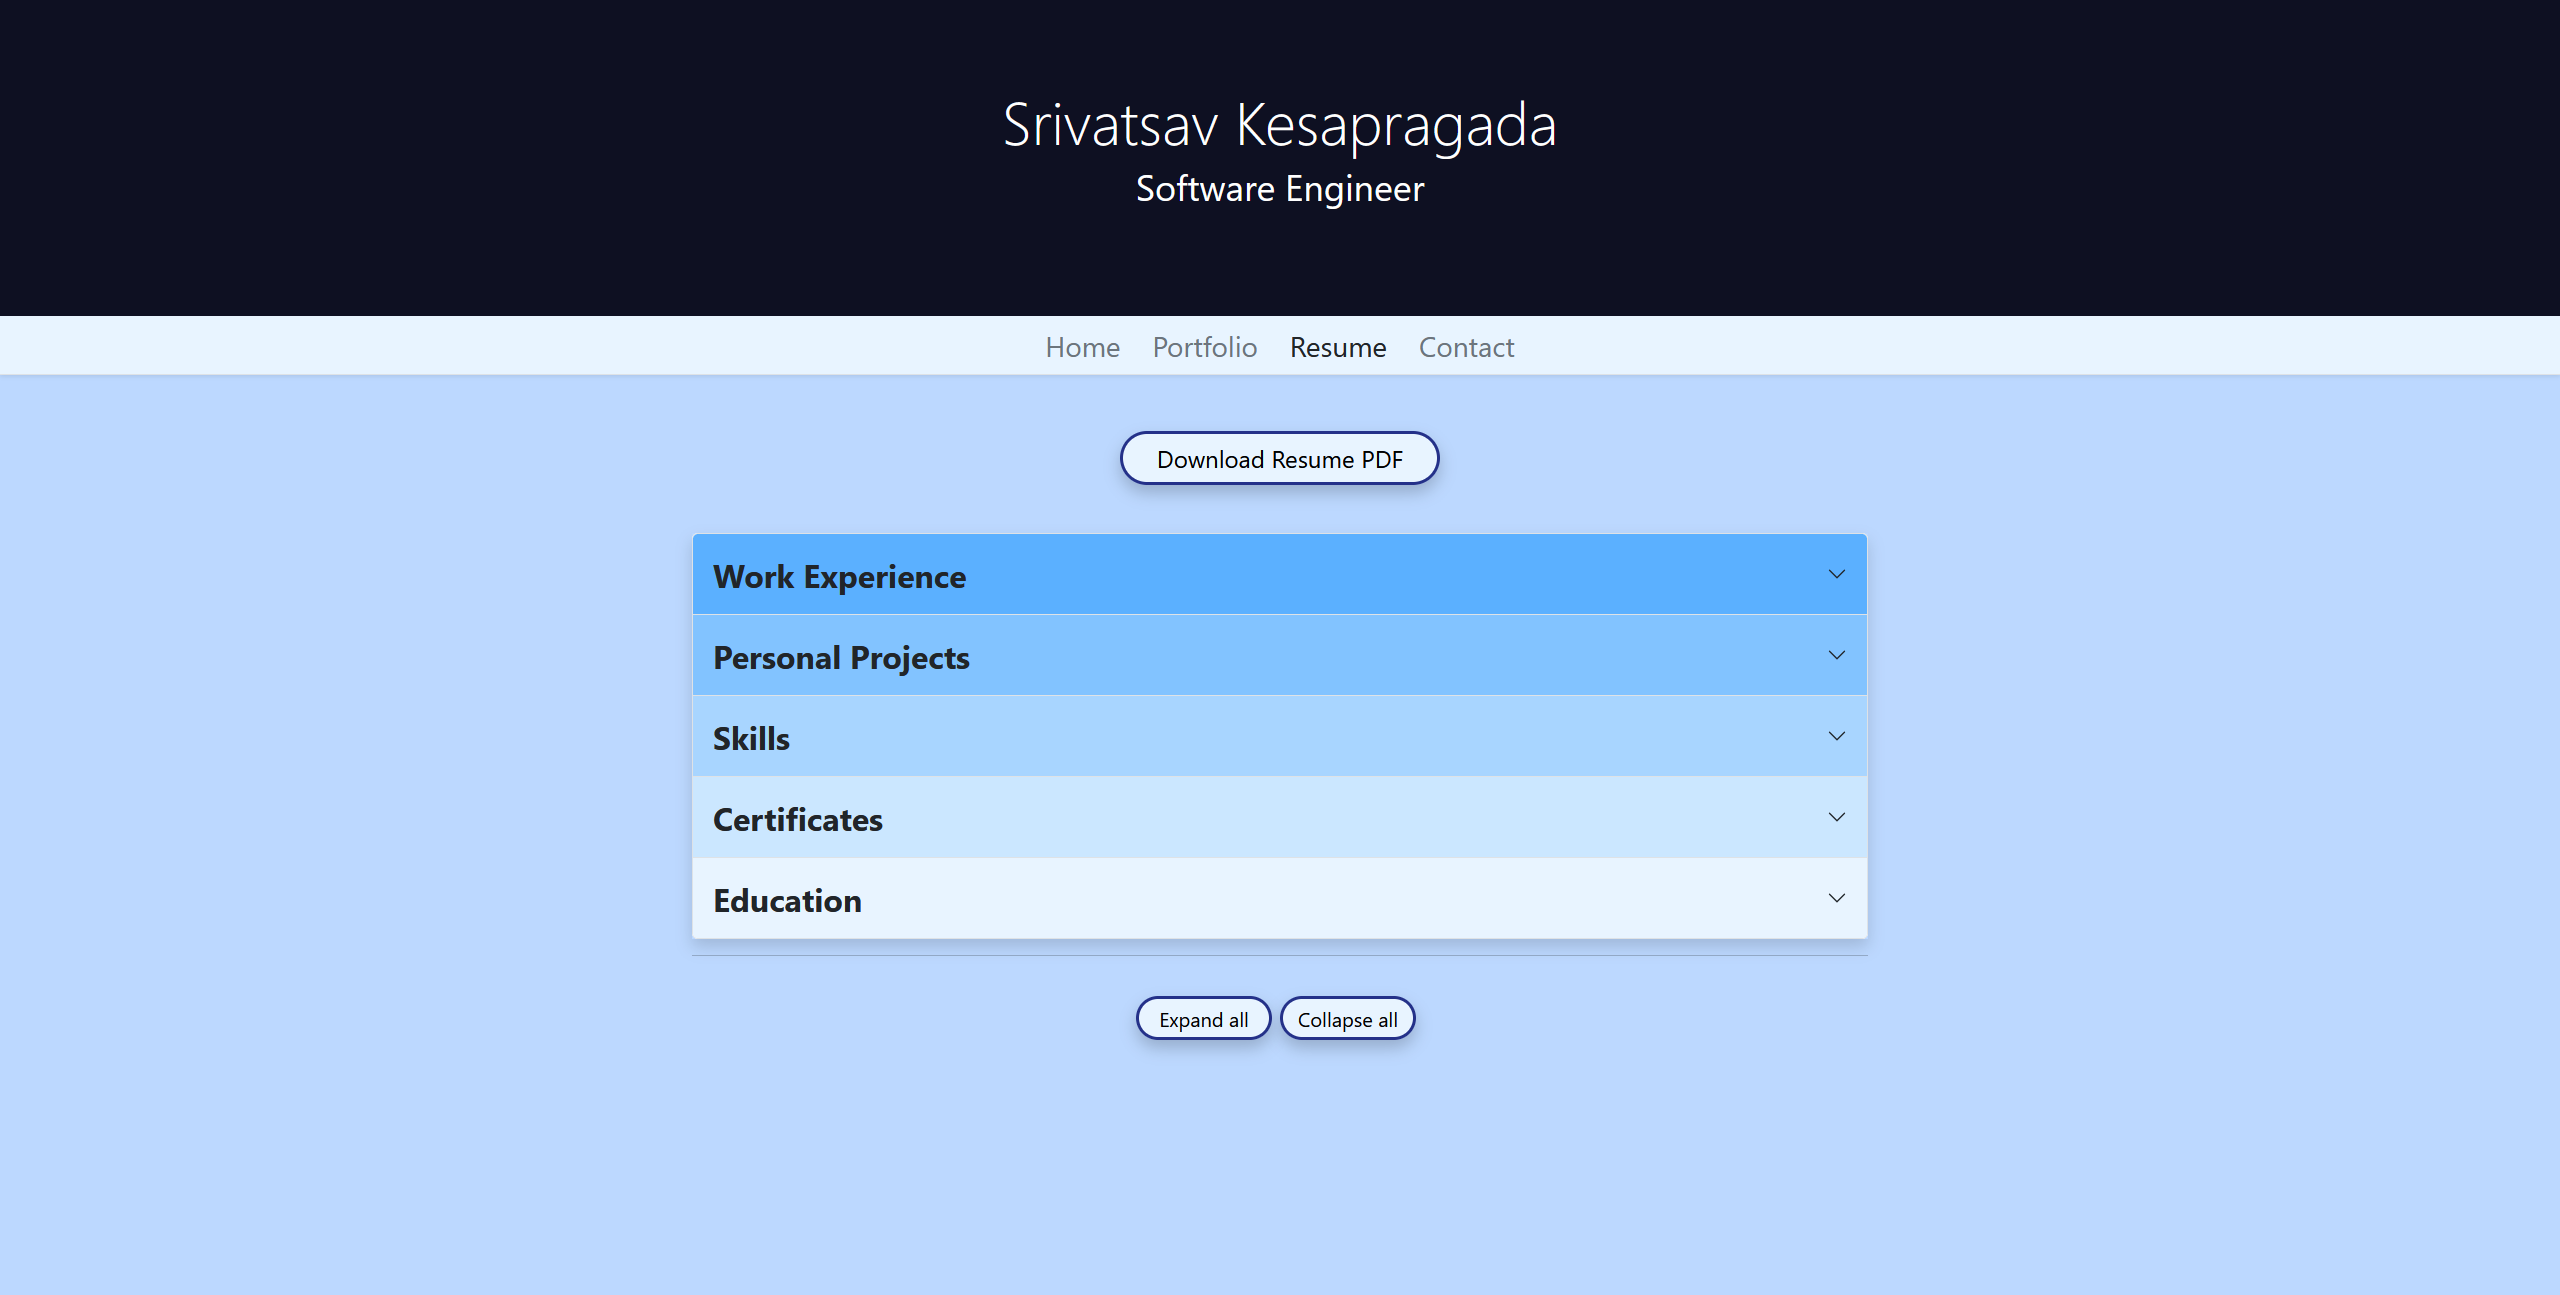 Srivatsav Kesapragada
Software Engineer
Home Portfolio Resume Contact
Download Resume PDF
Work Experience
Personal Projects
Skills
Certificates
Education
Expand all Collapse all